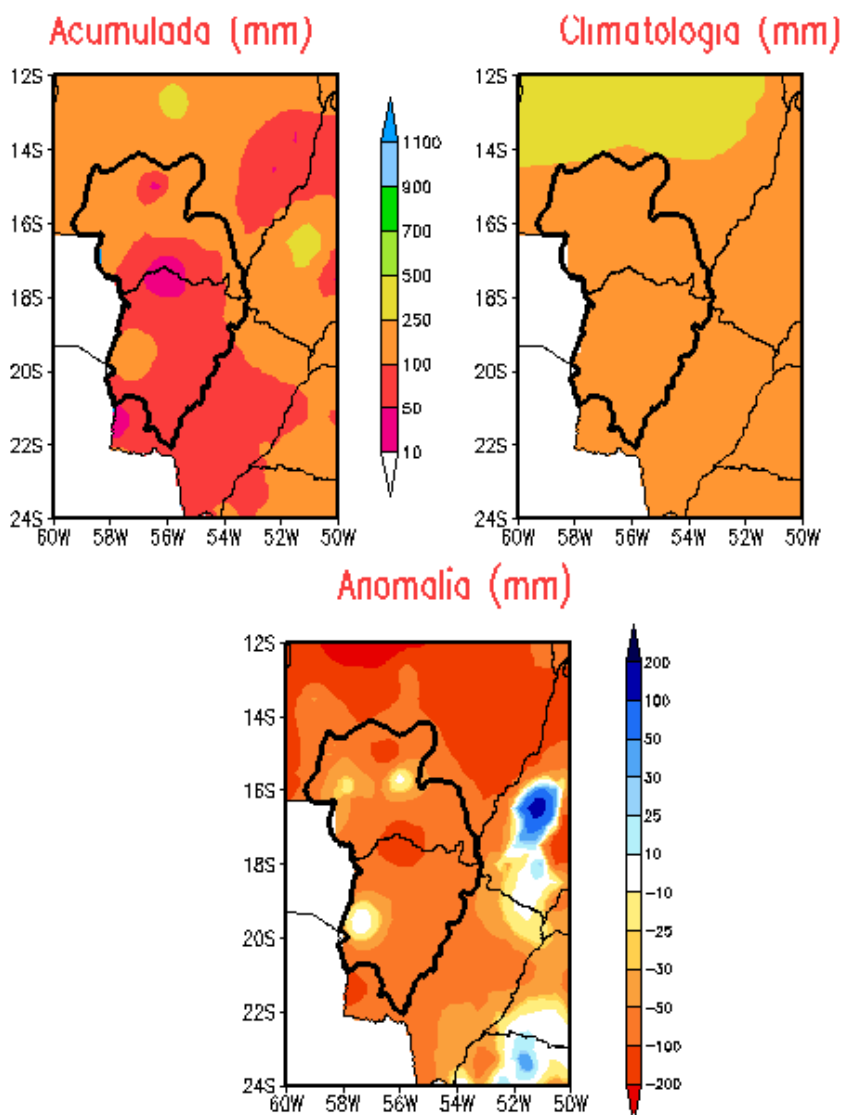 Acumulada (mm)
12S
14S
16S
18S
20S
22S
24S
60W 58W 56W 54W 52W 50W
1100
900
700
500
250
100
50
10
Climatologia (mm)
12S
14S
16S
18S
20S
22S
24S
60W 58W 56W 54W 52W 50W
Anomalia (mm)
12S
14S
16S
18S
20S
22S
24S
60W 58W 56W 54W 52W 50W
200
100
50
30
25
10
-10
-25
-30
-50
-100
-200